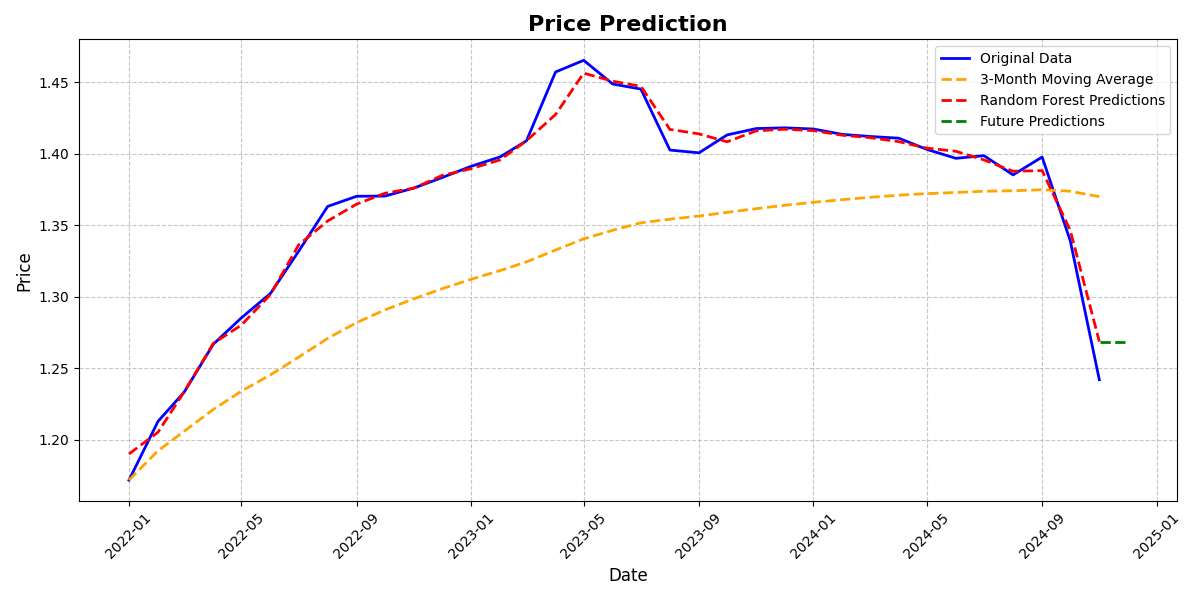 Price Prediction
Original Data
3-Month Moving Average
Random Forest Predictions
Future Predictions
Price
1.45
1.40
1.35
1.30
1.25
1.20
2022-01
2022-05
2022-09
2023-01
2023-05
2023-09
2024-01
2024-05
2024-09
2025-01
Date